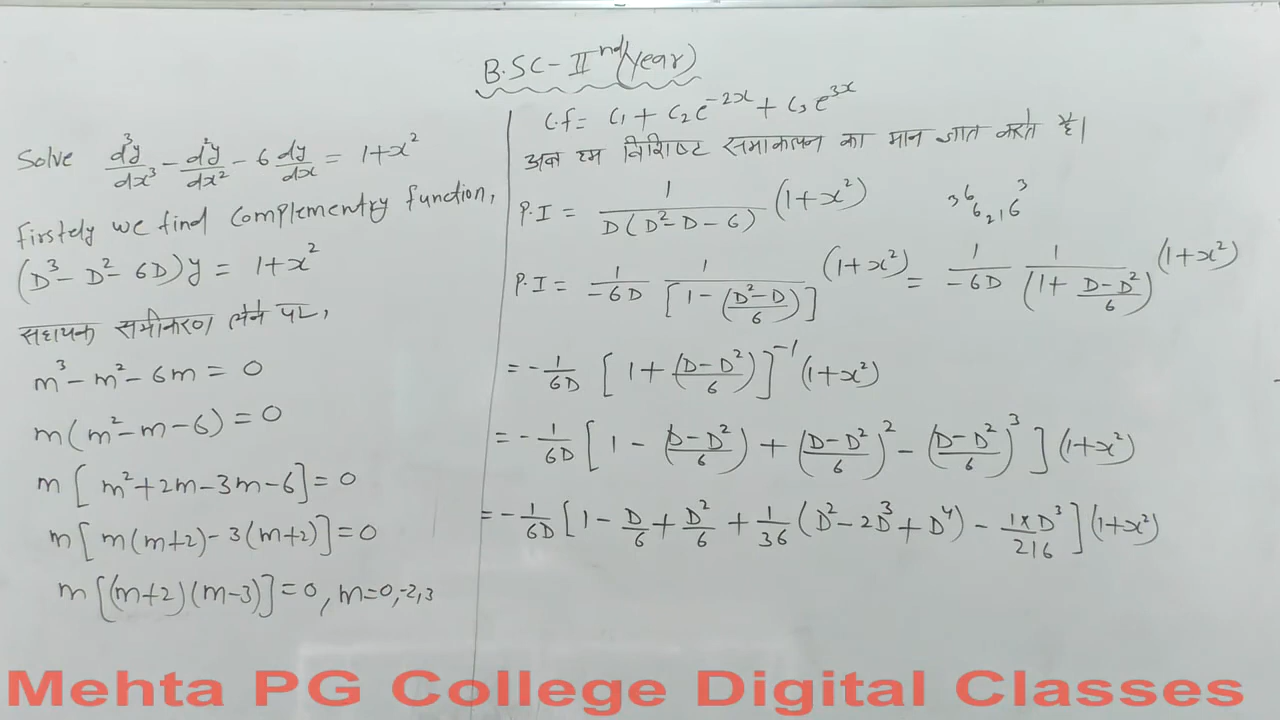 B.SC-IInd(Year)
Solve d³y/dx³ - d²y/dx² - 6 dy/dx = 1+x²
firstely we find Complementry function,
(D³-D²-6D)y = 1+x²
सहायक समीकरण लेने पर,
m³-m²-6m=0
m(m²-m-6)=0
m[m²+2m-3m-6]=0
m[m(m+2)-3(m+2)]=0
m[(m+2)(m-3)]=0, m=0,-2,3
C.f= C₁+C₂e^-2x+C₃e^3x
अब हम विशिष्ट समाकलन का मान ज्ञात करते है।
P.I = 1/D(D²-D-6) (1+x²) 36 6 216 3
P.I = 1/-6D 1/[1-(D²-D)/6] (1+x²) = 1/-6D 1/(1+ D-D²/6) (1+x²)
= -1/6D [1+(D-D²)/6]^-1 (1+x²)
= -1/6D [1-(D-D²)/6+((D-D²)/6)²-((D-D²)/6)³](1+x²)
= -1/6D [1-D/6+D²/6+1/36(D²-2D³+D⁴)-1×D³/216](1+x²)
Mehta PG College Digital Classes